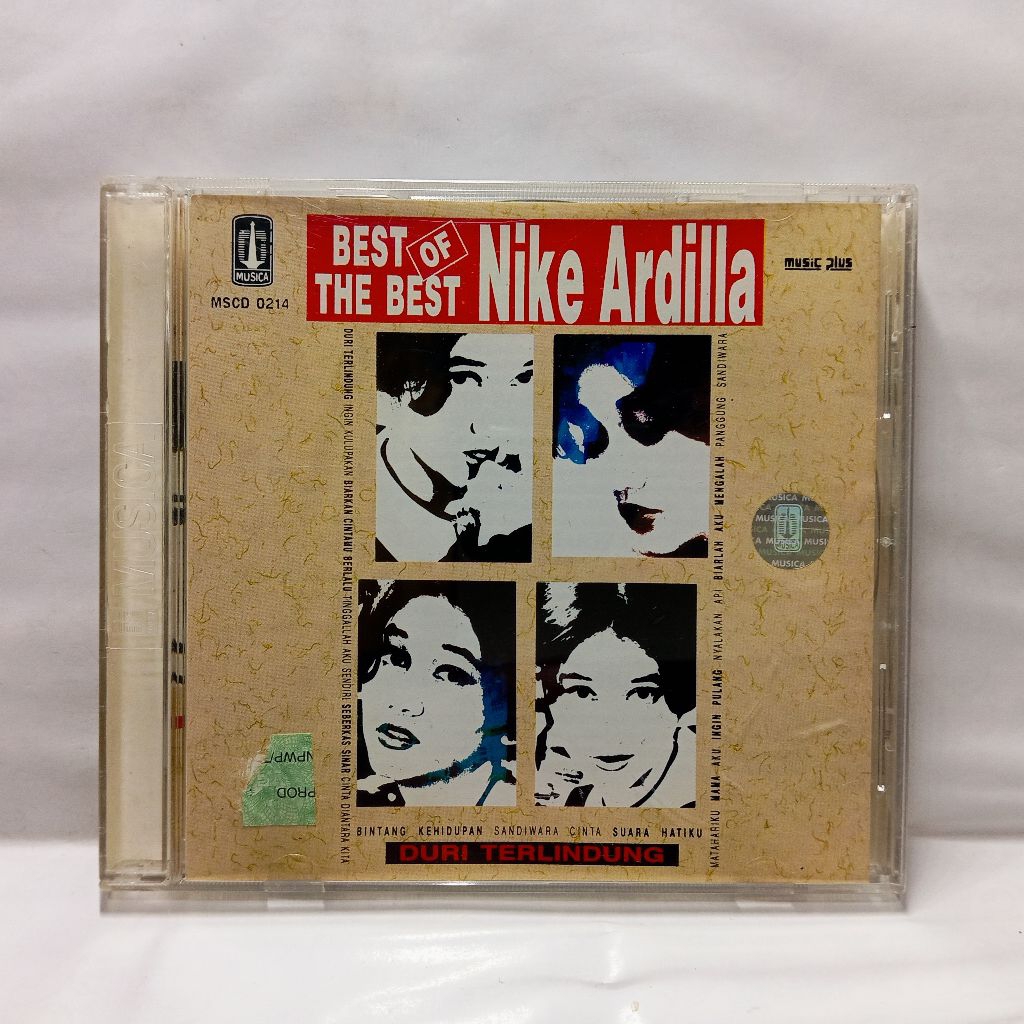 MUSICA
MSCD 0214
BEST OF
THE BEST
Nike Ardilla
music plus
DURI TERLINDUNG INGIN KULUPAKAN BIARKAN CINTAMU BERLALU TINGGALLAH AKU SENDIRI SEBERKAS SINAR CINTA DIANTARA KITA
MATAHARIKU MAMA AKU INGIN PULANG NYALAKAN API BIARLAH AKU MENGALAH PANGGUNG SANDIWARA
MUSICA
MUSICA
NPWP/
PROD
BINTANG KEHIDUPAN SANDIWARA CINTA SUARA HATIKU
DURI TERLINDUNG